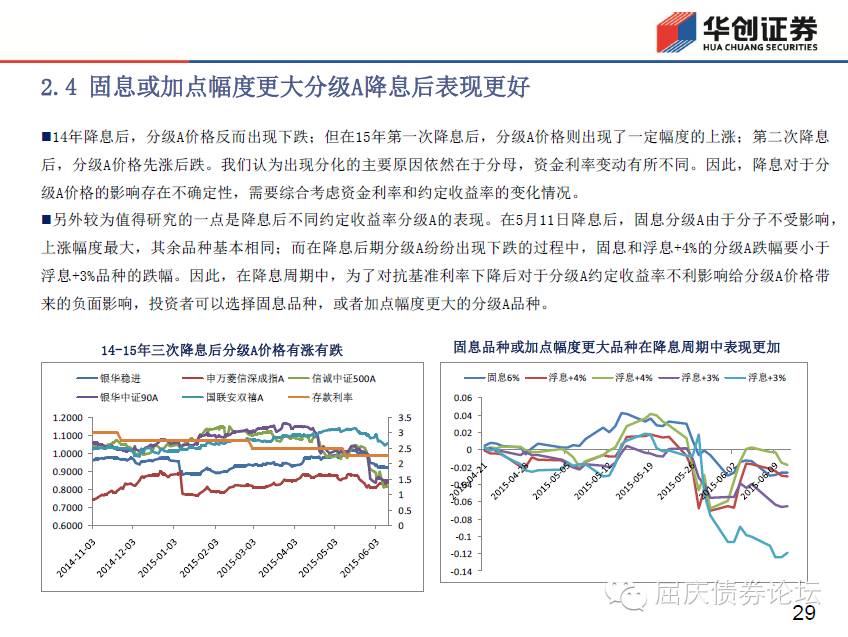 华创证券
HUA CHUANG SECURITIES
2.4 固息或加点幅度更大分级A降息后表现更好
■14年降息后，分级A价格反而出现下跌；但在15年第一次降息后，分级A价格则出现了一定幅度的上涨；第二次降息
后，分级A价格先涨后跌。我们认为出现分化的主要原因依然在于分母，资金利率变动有所不同。因此，降息对于分
级A价格的影响存在不确定性，需要综合考虑资金利率和约定收益率的变化情况。
■另外较为值得研究的一点是降息后不同约定收益率分级A的表现。在5月11日降息后，固息分级A由于分子不受影响，
上涨幅度最大，其余品种基本相同；而在降息后期分级A纷纷出现下跌的过程中，固息和浮息+4%的分级A跌幅要小于
浮息+3%品种的跌幅。因此，在降息周期中，为了对抗基准利率下降后对于分级A约定收益率不利影响给分级A价格带
来的负面影响，投资者可以选择固息品种，或者加点幅度更大的分级A品种。
14-15年三次降息后分级A价格有涨有跌
银华稳进 申万菱信深成指A 信诚中证500A
银华中证90A 国联安双禧A 存款利率
1.2000 3.5
1.1000 3
1.0000 2.5
0.9000 2
0.8000 1.5
0.7000 1
0.6000 0.5
0
2014-11-03 2014-12-03 2015-01-03 2015-02-03 2015-03-03 2015-04-03 2015-05-03 2015-06-03
固息品种或加点幅度更大品种在降息周期中表现更加
固息6% 浮息+4% 浮息+4% 浮息+3% 浮息+3%
0.06
0.04
0.02
0
-0.02
-0.04
-0.06
-0.08
-0.1
-0.12
-0.14
2015-04-21 2015-04-28 2015-05-05 2015-05-12 2015-05-19 2015-05-26 2015-06-02 2015-06-09
屈庆债券论坛
29